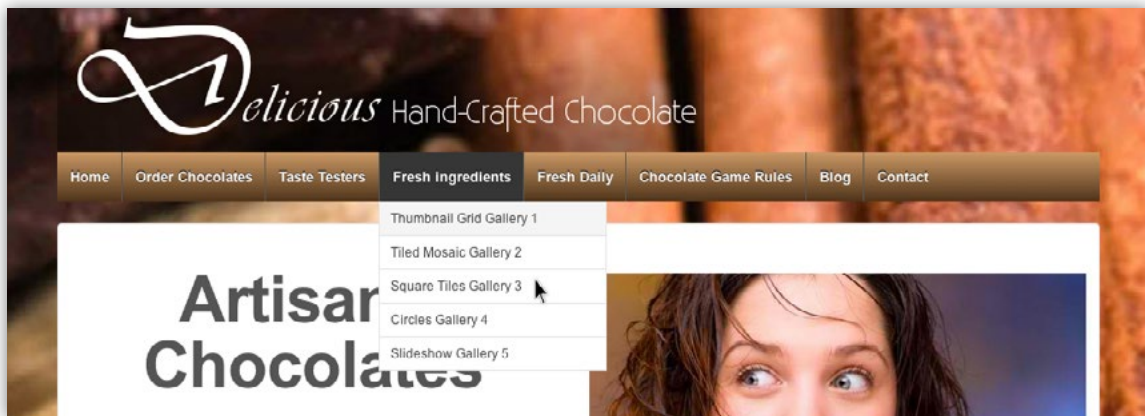 Delicious Hand-Crafted Chocolate
Home Order Chocolates Taste Testers Fresh ingredients Fresh Daily Chocolate Game Rules Blog Contact
Thumbnail Grid Gallery 1
Tiled Mosaic Gallery 2
Square Tiles Gallery 3
Circles Gallery 4
Slideshow Gallery 5
Artisan
Chocolates